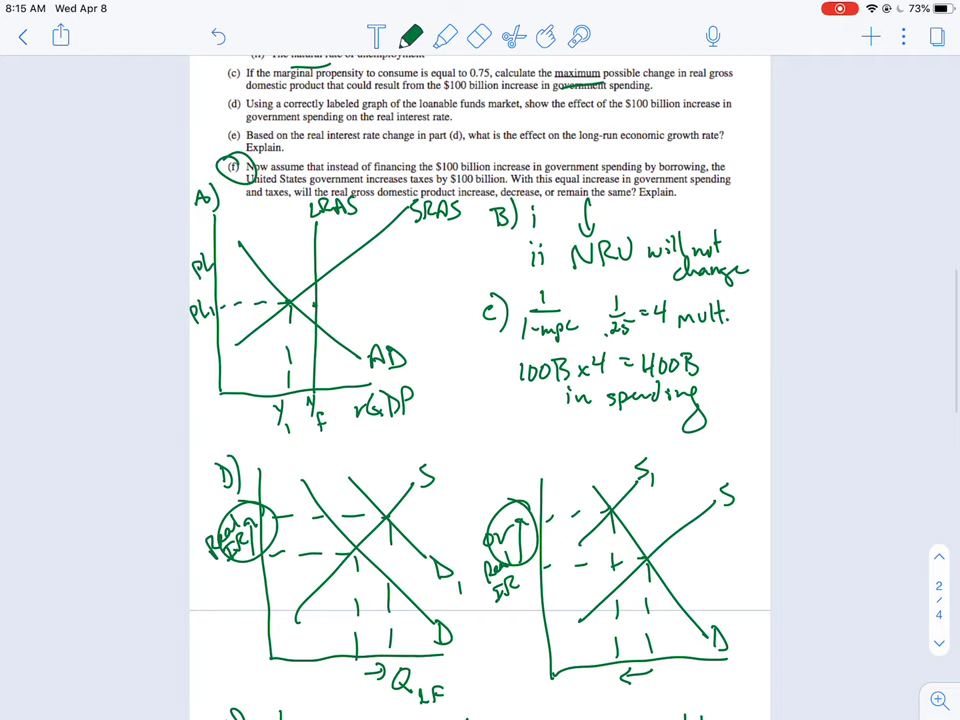 8:15 AM Wed Apr 8
73%
(ii) The natural rate of unemployment
(c) If the marginal propensity to consume is equal to 0.75, calculate the maximum possible change in real gross
domestic product that could result from the $100 billion increase in government spending.
(d) Using a correctly labeled graph of the loanable funds market, show the effect of the $100 billion increase in
government spending on the real interest rate.
(e) Based on the real interest rate change in part (d), what is the effect on the long-run economic growth rate?
Explain.
(f) Now assume that instead of financing the $100 billion increase in government spending by borrowing, the
United States government increases taxes by $100 billion. With this equal increase in government spending
and taxes, will the real gross domestic product increase, decrease, or remain the same? Explain.
A)
LRAS
SRAS
PL
PL1
AD
Y1
Yf
rGDP
B) i
ii NRU will not
change
C) 1
1-mpc
1
.25 = 4 mult.
100B x 4 = 400B
in spending
D)
S
Real
IR
D1
D
QLF
S1
S
or
Real
IR
D
2
/
4